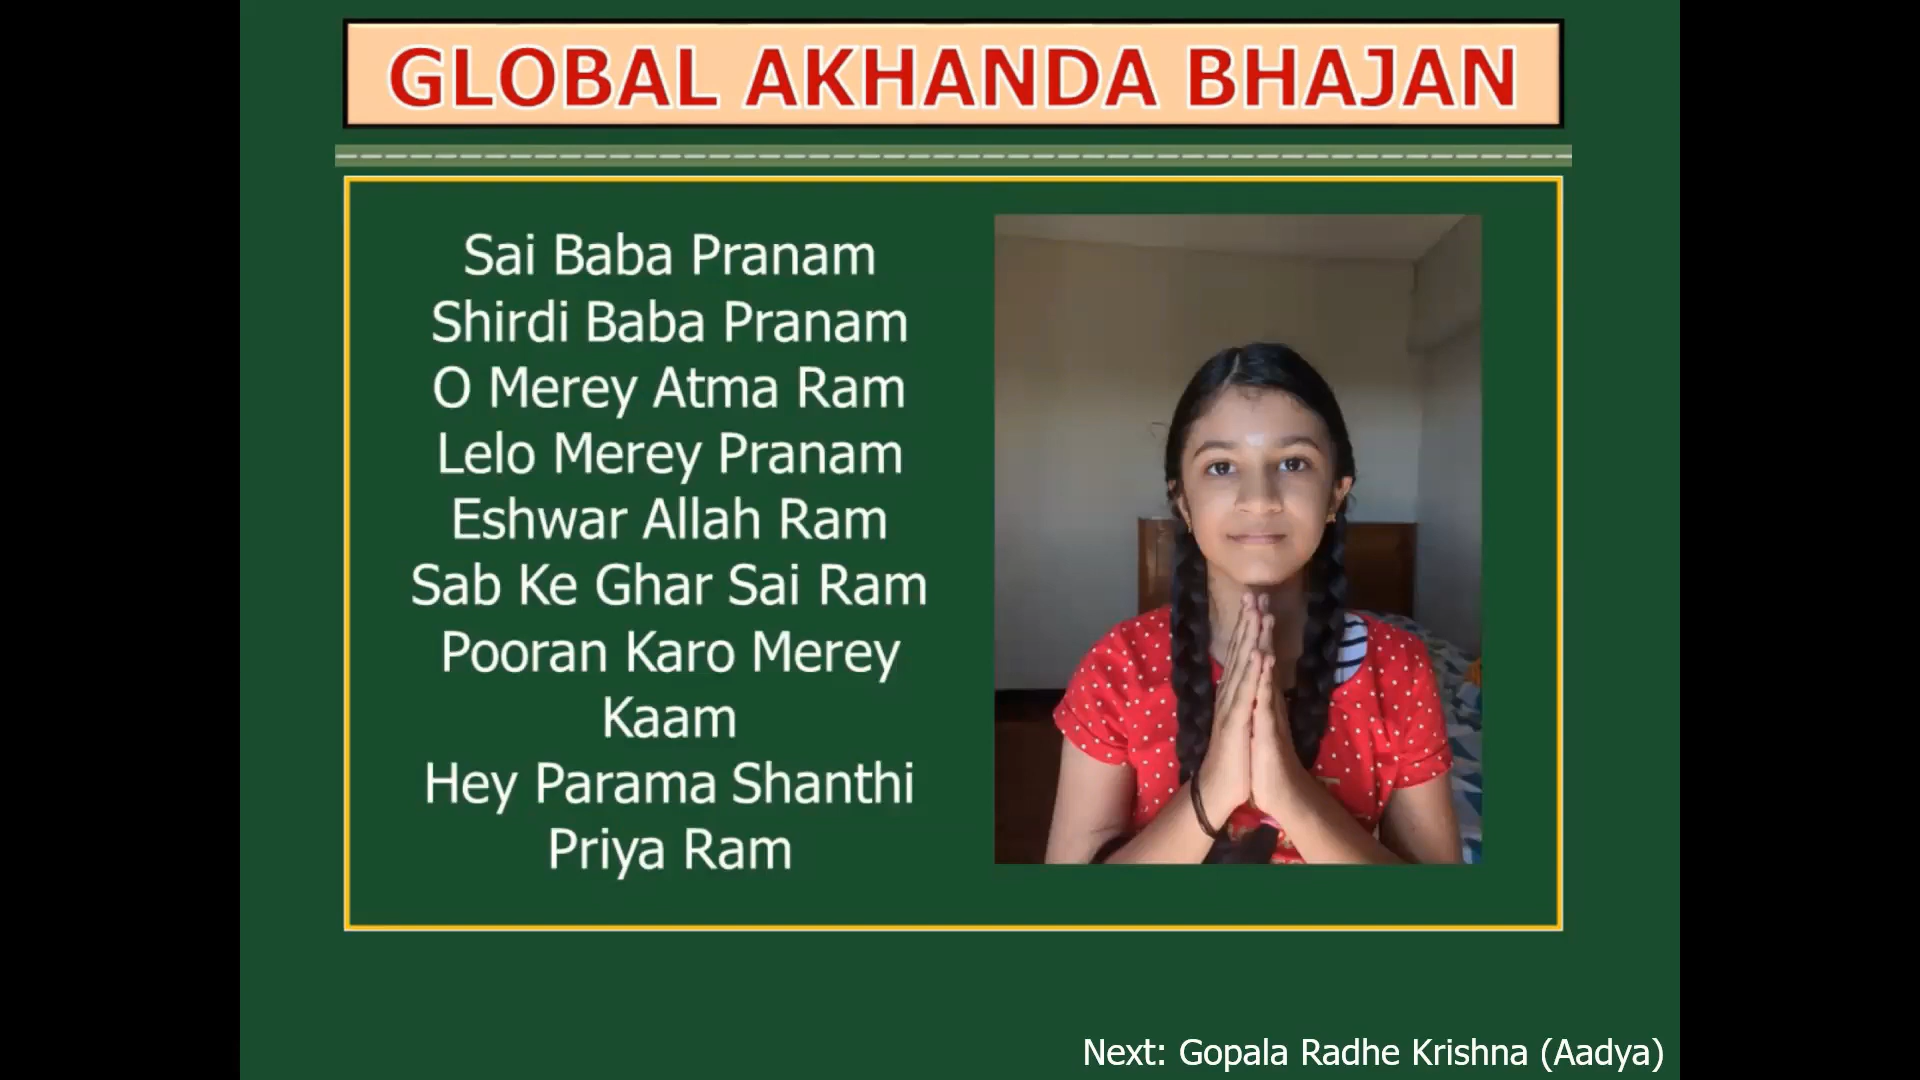 GLOBAL AKHANDA BHAJAN
Sai Baba Pranam
Shirdi Baba Pranam
O Merey Atma Ram
Lelo Merey Pranam
Eshwar Allah Ram
Sab Ke Ghar Sai Ram
Pooran Karo Merey
Kaam
Hey Parama Shanthi
Priya Ram
Next: Gopala Radhe Krishna (Aadya)